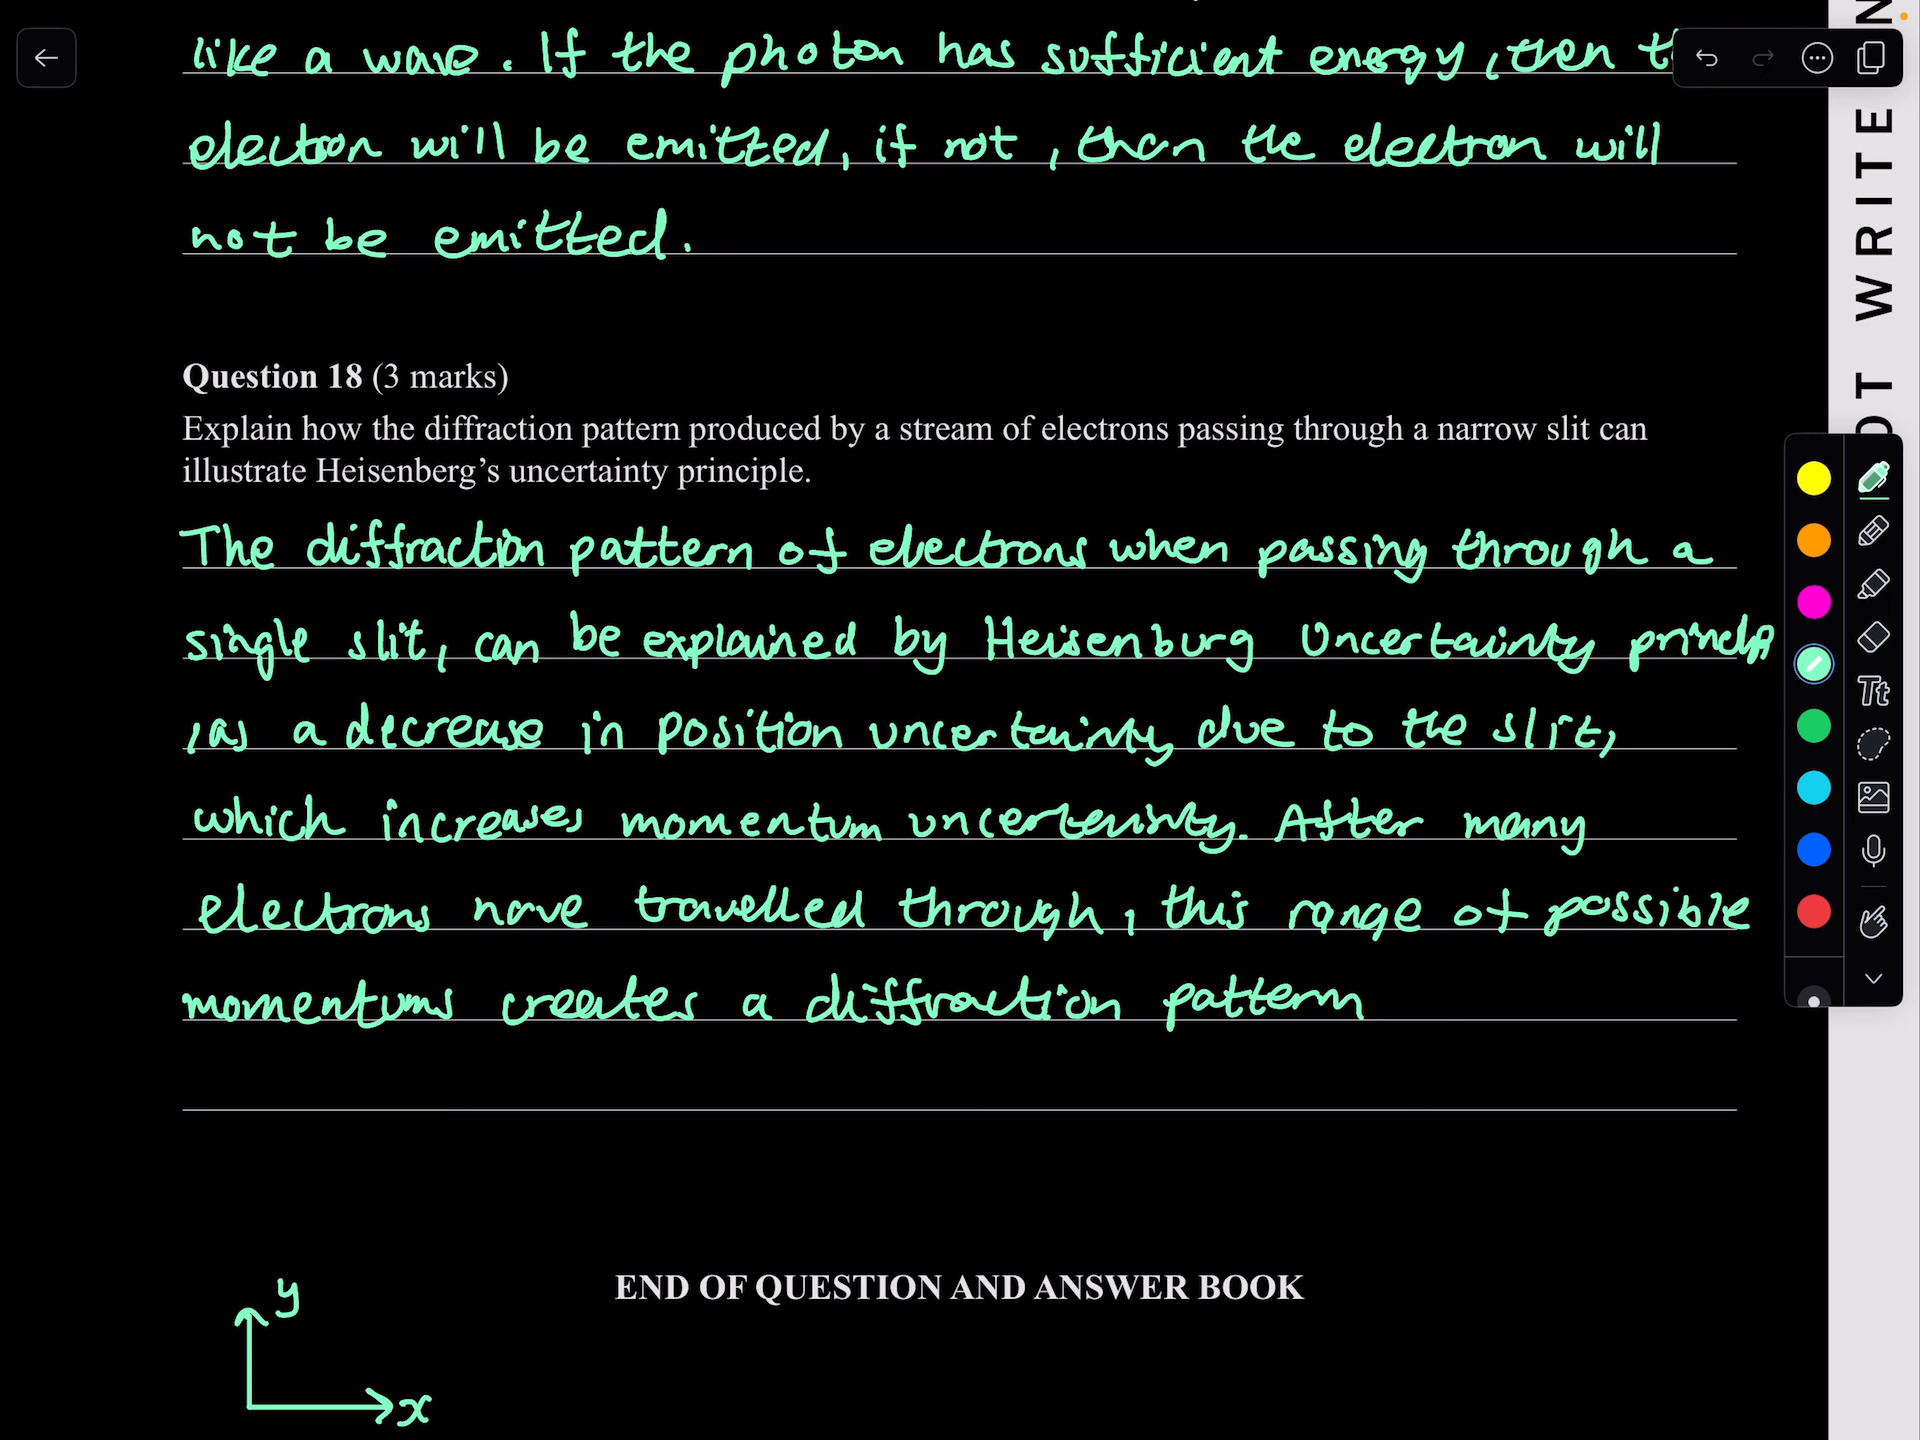 like a wave. If the photon has sufficient energy, then
electron will be emitted, if not, then the electron will
not be emitted.
Question 18 (3 marks)
Explain how the diffraction pattern produced by a stream of electrons passing through a narrow slit can
illustrate Heisenberg's uncertainty principle.
The diffraction pattern of electrons when passing through a
single slit, can be explained by Heisenburg Uncertainty
, as a decrease in position uncertainty due to the slit,
which increases momentum uncertainty. After many
electrons have travelled through, this range of possible
momentums creates a diffraction pattern
END OF QUESTION AND ANSWER BOOK
y
x
WRITE
Tt